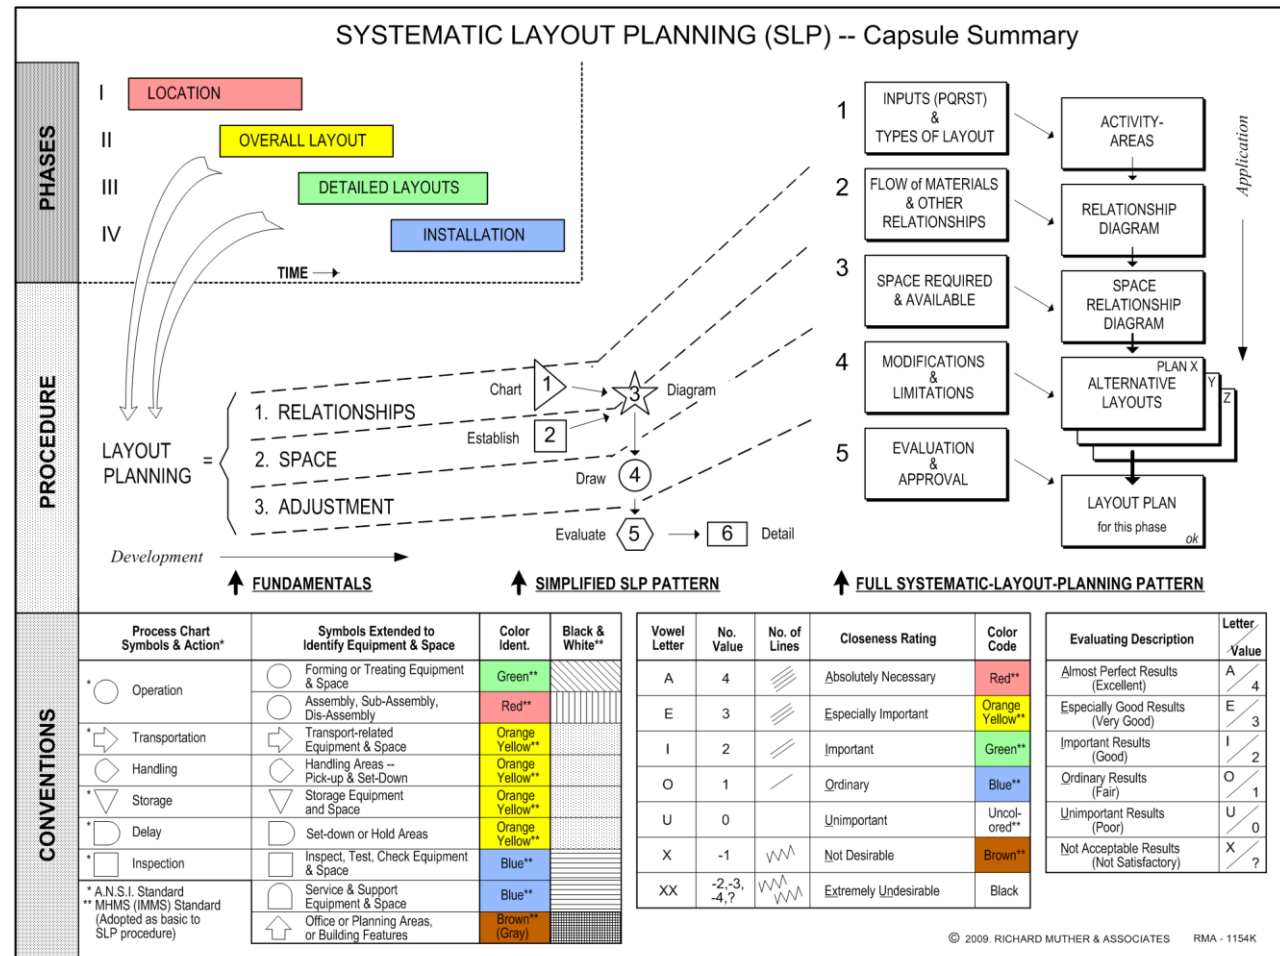 SYSTEMATIC LAYOUT PLANNING (SLP) -- Capsule Summary
PHASES
I LOCATION
II OVERALL LAYOUT
III DETAILED LAYOUTS
IV INSTALLATION
TIME
PROCEDURE
LAYOUT
PLANNING =
1. RELATIONSHIPS
2. SPACE
3. ADJUSTMENT
Development
FUNDAMENTALS
Chart 1
3 Diagram
Establish 2
Draw 4
Evaluate 5
6 Detail
SIMPLIFIED SLP PATTERN
1
INPUTS (PQRST)
&
TYPES OF LAYOUT
ACTIVITY-
AREAS
2
FLOW of MATERIALS
& OTHER
RELATIONSHIPS
RELATIONSHIP
DIAGRAM
3
SPACE REQUIRED
& AVAILABLE
SPACE
RELATIONSHIP
DIAGRAM
4
MODIFICATIONS
&
LIMITATIONS
PLAN X
ALTERNATIVE
LAYOUTS
Y
Z
5
EVALUATION
&
APPROVAL
LAYOUT PLAN
for this phase
ok
Application
FULL SYSTEMATIC-LAYOUT-PLANNING PATTERN
CONVENTIONS
Process Chart
Symbols & Action*
Symbols Extended to
Identify Equipment & Space
Color
Ident.
Black &
White**
* Operation
Forming or Treating Equipment
& Space
Green**
Assembly, Sub-Assembly,
Dis-Assembly
Red**
* Transportation
Transport-related
Equipment & Space
Orange
Yellow**
Handling
Handling Areas --
Pick-up & Set-Down
Orange
Yellow**
* Storage
Storage Equipment
and Space
Orange
Yellow**
* Delay
Set-down or Hold Areas
Orange
Yellow**
* Inspection
Inspect, Test, Check Equipment
& Space
Blue**
Service & Support
Equipment & Space
Blue**
Office or Planning Areas,
or Building Features
Brown**
(Gray)
* A.N.S.I. Standard
** MHMS (IMMS) Standard
(Adopted as basic to
SLP procedure)
Vowel
Letter
No.
Value
No. of
Lines
Closeness Rating
Color
Code
A 4 Absolutely Necessary Red**
E 3 Especially Important Orange
Yellow**
I 2 Important Green**
O 1 Ordinary Blue**
U 0 Unimportant Uncol-
ored**
X -1 Not Desirable Brown**
XX -2,-3,
-4,? Extremely Undesirable Black
Evaluating Description
Letter
Value
Almost Perfect Results
(Excellent)
A 4
Especially Good Results
(Very Good)
E 3
Important Results
(Good)
I 2
Ordinary Results
(Fair)
O 1
Unimportant Results
(Poor)
U 0
Not Acceptable Results
(Not Satisfactory)
X ?
© 2009. RICHARD MUTHER & ASSOCIATES RMA - 1154K